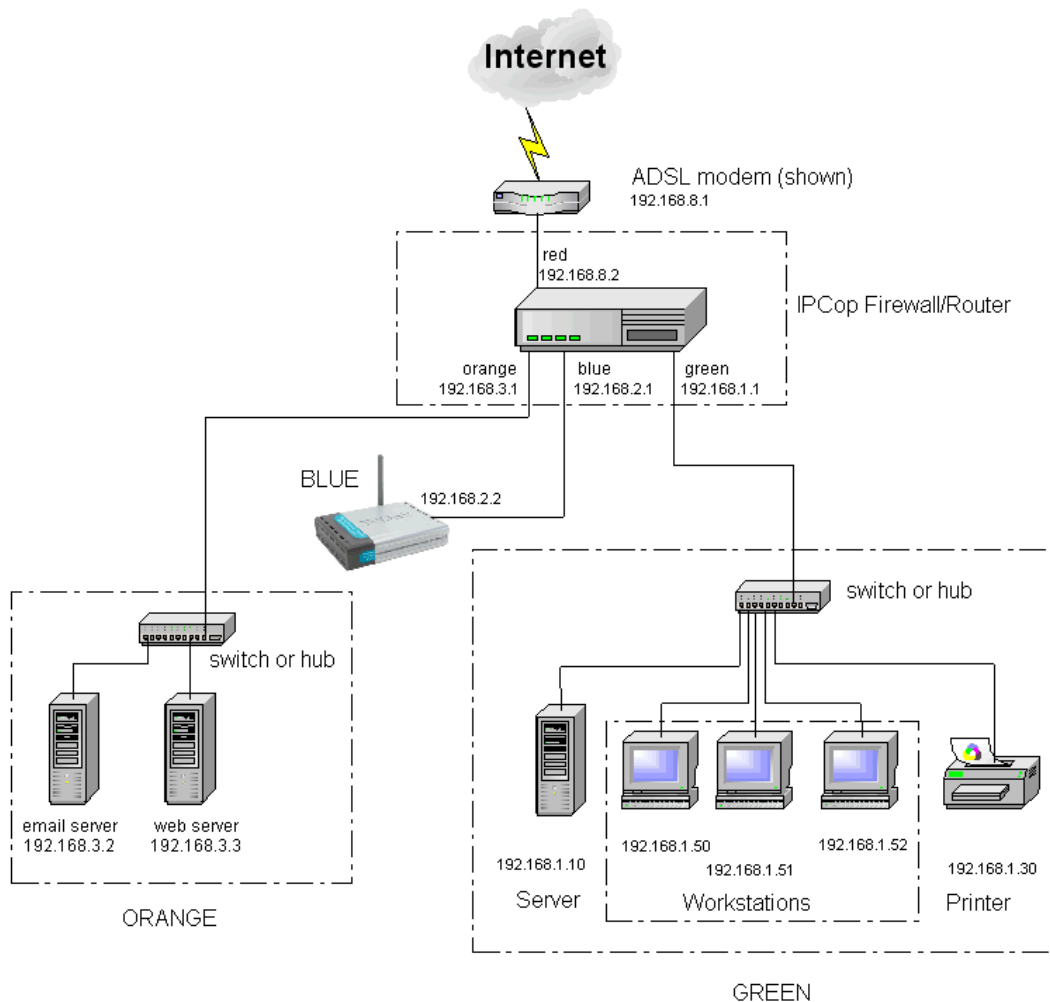 Internet
ADSL modem (shown)
192.168.8.1
red
192.168.8.2
IPCop Firewall/Router
orange
192.168.3.1
blue
192.168.2.1
green
192.168.1.1
BLUE
192.168.2.2
switch or hub
switch or hub
email server
192.168.3.2
web server
192.168.3.3
ORANGE
192.168.1.10
Server
192.168.1.50
192.168.1.51
192.168.1.52
Workstations
192.168.1.30
Printer
GREEN